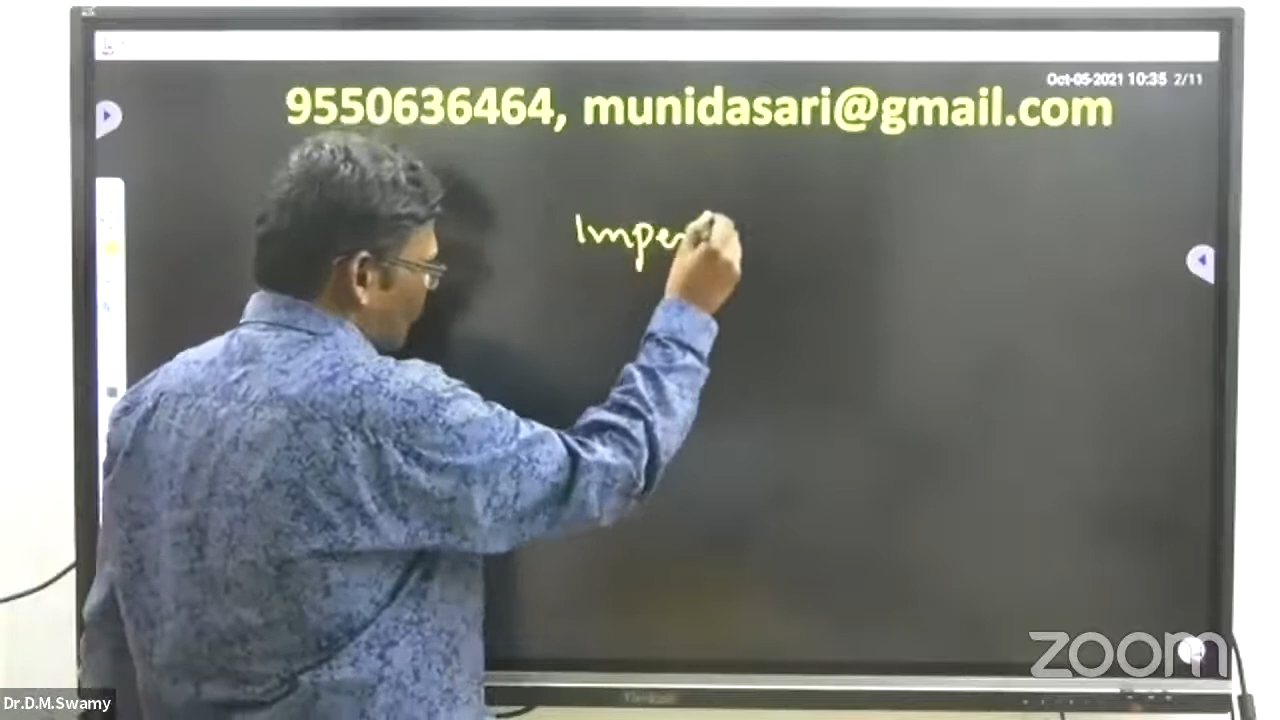 Oct-05-2021 10:35 2/11
9550636464, munidasari@gmail.com
Impe
zoom
Dr.D.M.Swamy